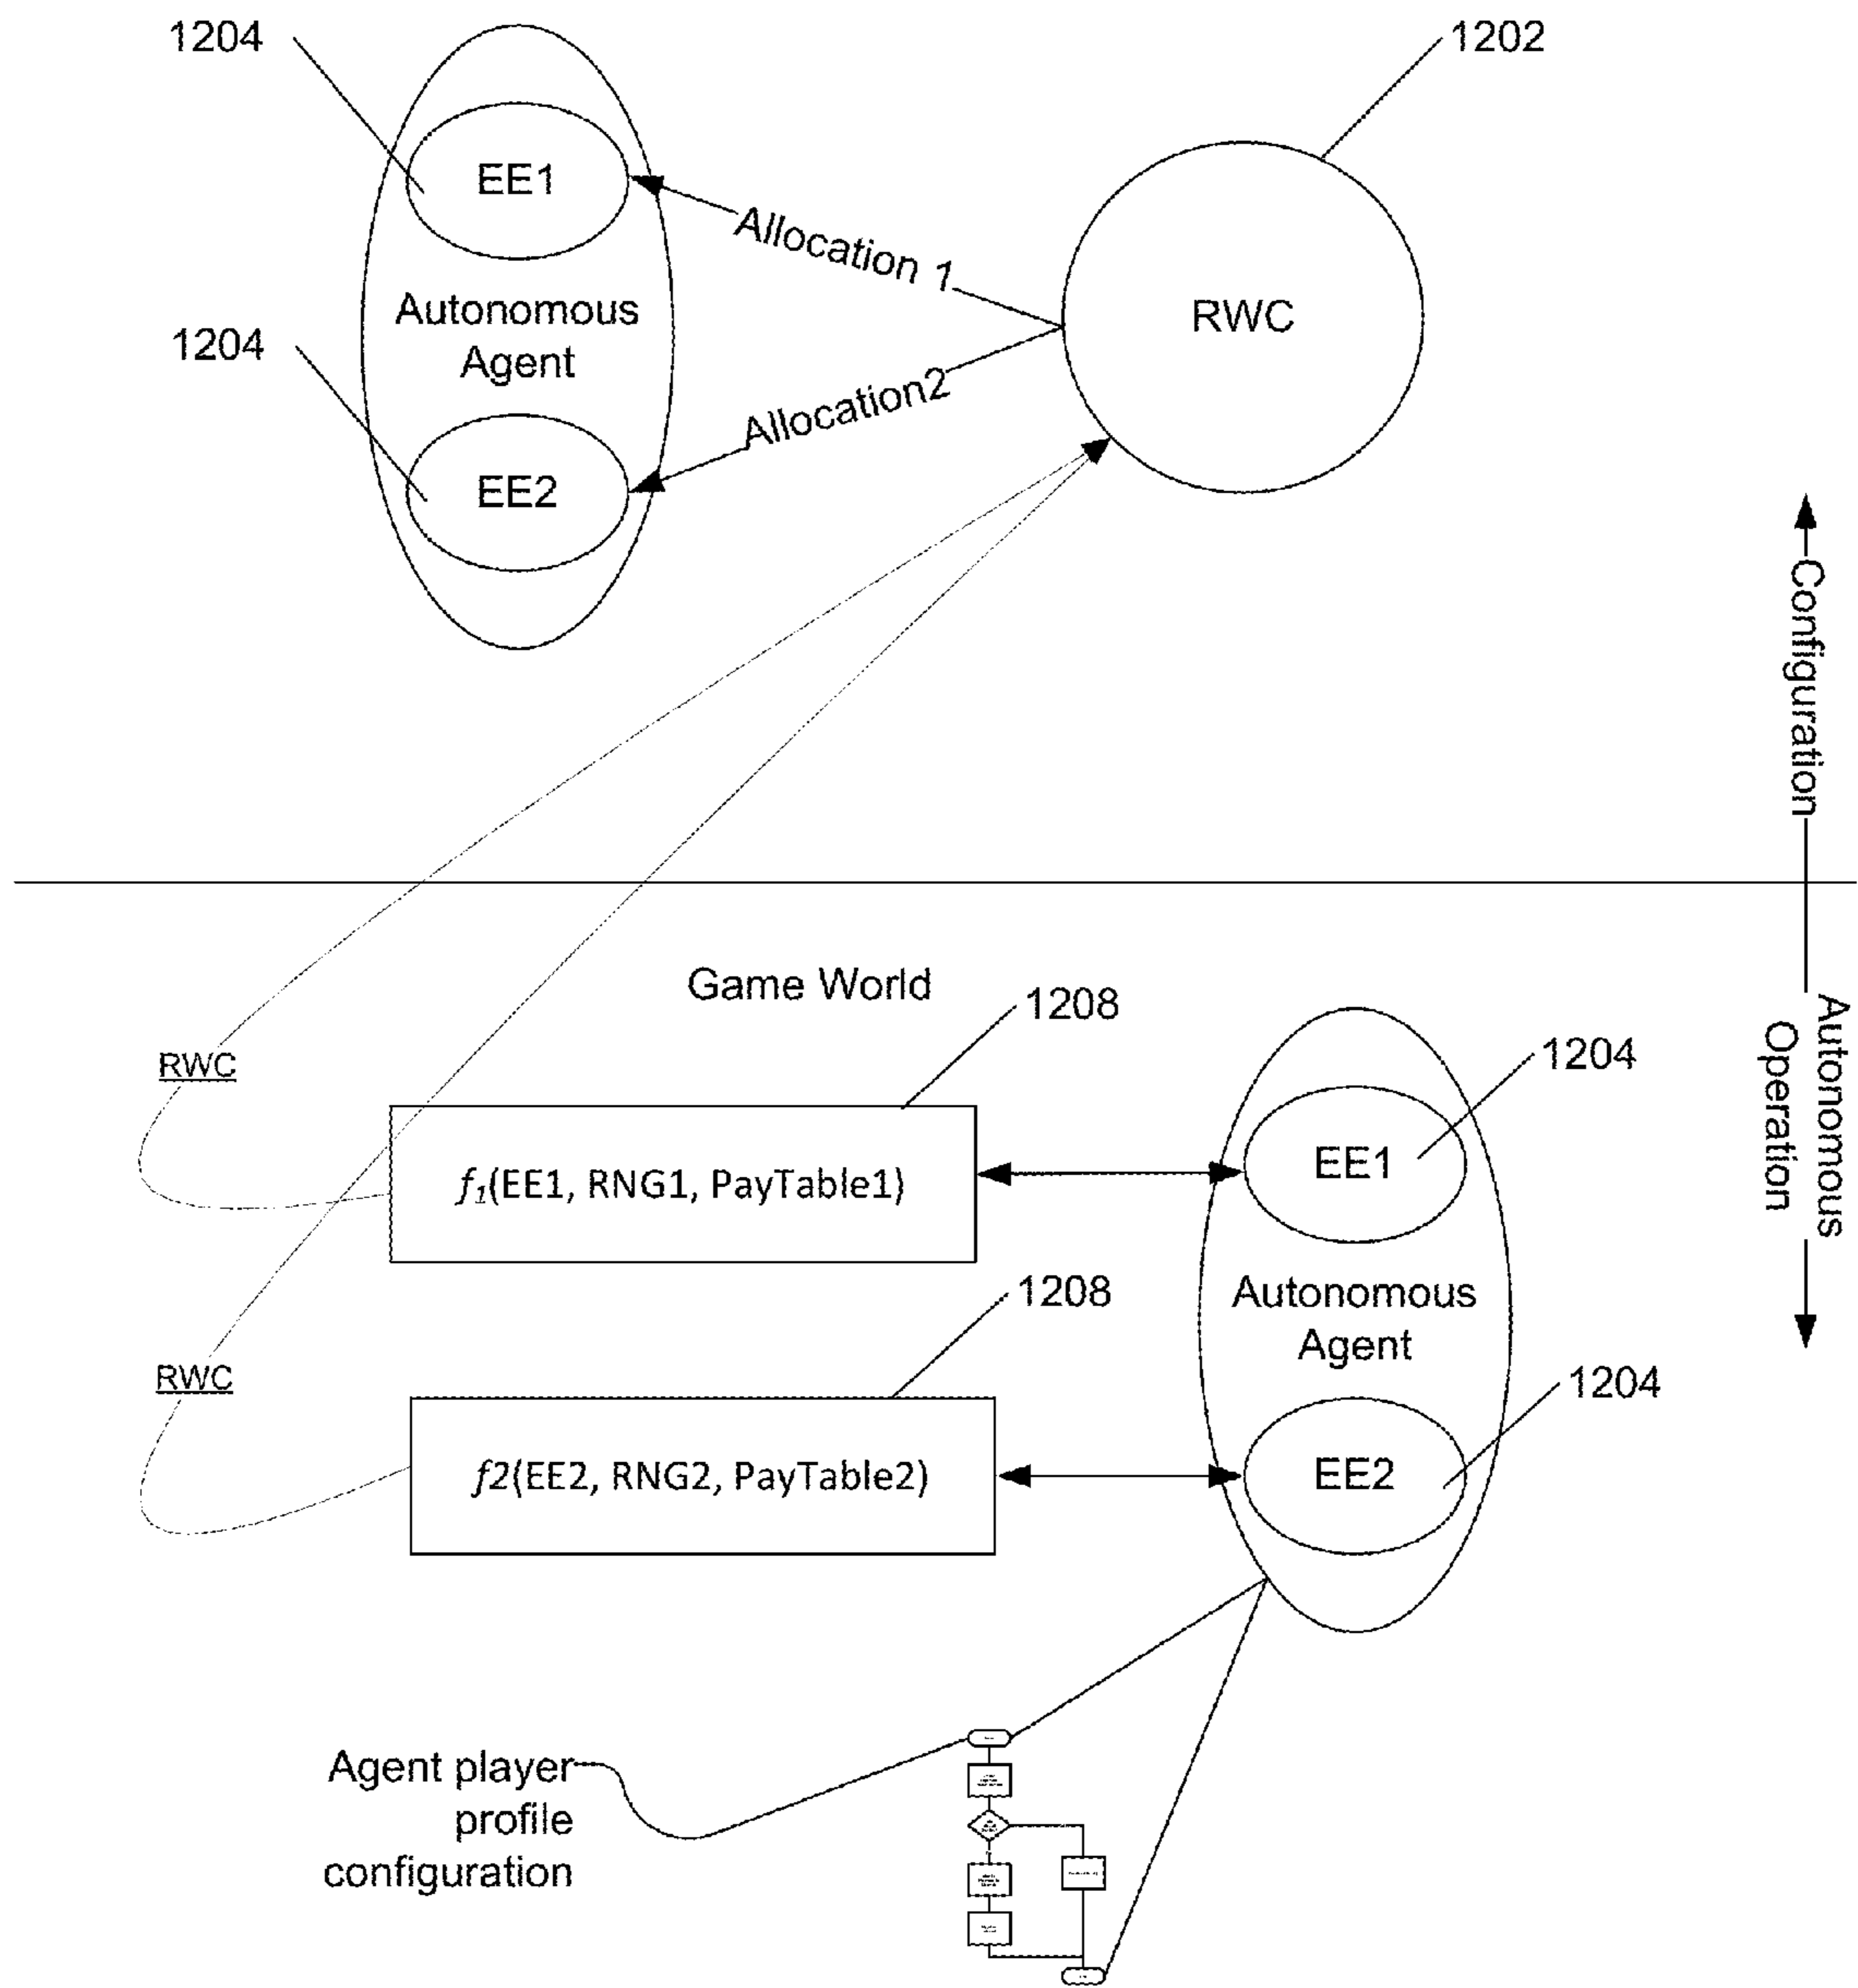 1204
1202
EE1
Allocation 1
Autonomous
Agent
RWC
1204
Allocation2
EE2
Configuration
Game World
1208
Autonomous
Operation
1204
RWC
EE1
f₁(EE1, RNG1, PayTable1)
1208
Autonomous
Agent
RWC
1204
EE2
f2(EE2, RNG2, PayTable2)
Agent player
profile
configuration